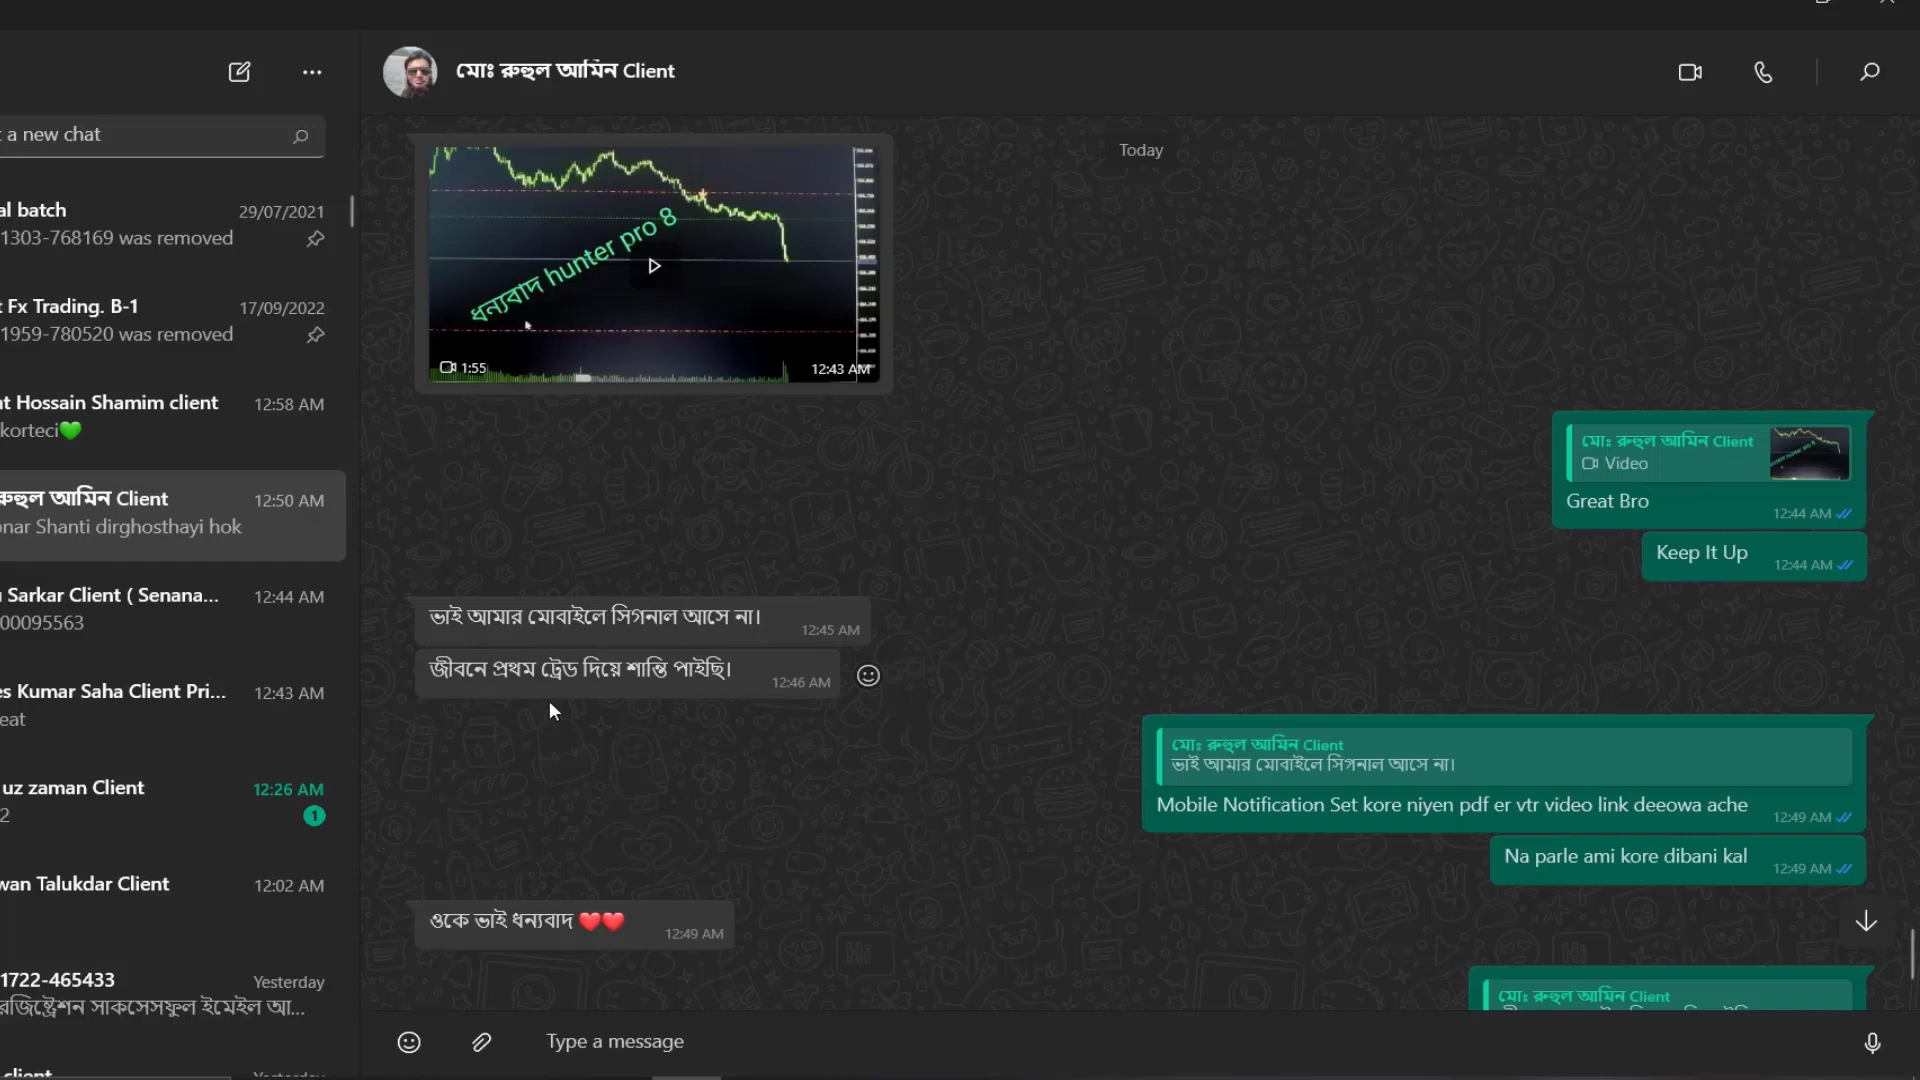 a new chat
al batch
29/07/2021
1303-768169 was removed
Fx Trading. B-1
17/09/2022
1959-780520 was removed
nt Hossain Shamim client
12:58 AM
korteci💚
রুহুল আমিন Client
12:50 AM
onar Shanti dirghosthayi hok
Sarkar Client ( Senana...
12:44 AM
00095563
es Kumar Saha Client Pri...
12:43 AM
eat
uz zaman Client
12:26 AM
2
1
wan Talukdar Client
12:02 AM
1722-465433
Yesterday
রজিষ্ট্রেশন সাকসেসফুল ইমেইল আ...
client
Yesterday
মোঃ রুহুল আমিন Client
Today
ধন্যবাদ hunter pro 8
1:55
12:43 AM
মোঃ রুহুল আমিন Client
Video
Great Bro
12:44 AM
Keep It Up
12:44 AM
ভাই আমার মোবাইলে সিগনাল আসে না।
12:45 AM
জীবনে প্রথম ট্রেড দিয়ে শান্তি পাইছি।
12:46 AM
মোঃ রুহুল আমিন Client
ভাই আমার মোবাইলে সিগনাল আসে না।
Mobile Notification Set kore niyen pdf er vtr video link deeowa ache
12:49 AM
Na parle ami kore dibani kal
12:49 AM
ওকে ভাই ধন্যবাদ ❤️❤️
12:49 AM
মোঃ রুহুল আমিন Client
Type a message